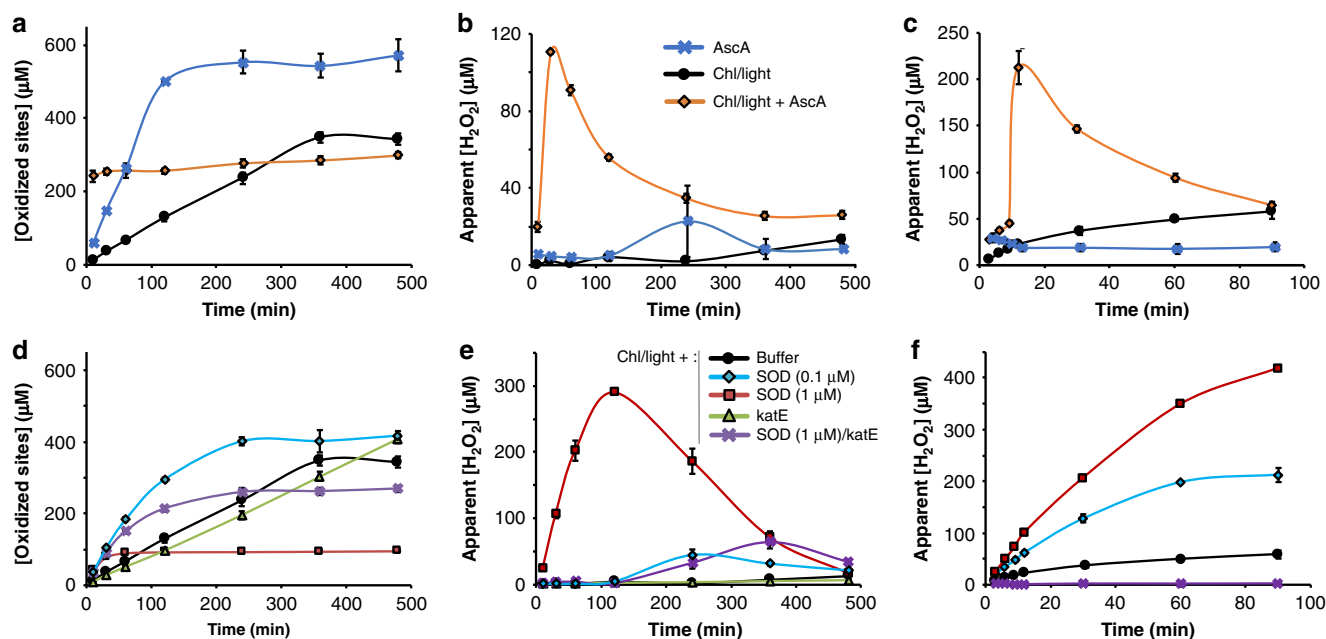 a
[Oxidized sites] (µM)
600
400
200
0
0 100 200 300 400 500
Time (min)
b
Apparent [H₂O₂] (µM)
120
80
40
0
0 100 200 300 400 500
Time (min)
AscA
Chl/light
Chl/light + AscA
c
Apparent [H₂O₂] (µM)
250
200
150
100
50
0
0 20 40 60 80 100
Time (min)
d
[Oxidized sites] (µM)
600
400
200
0
0 100 200 300 400 500
Time (min)
e
Apparent [H₂O₂] (µM)
300
200
100
0
0 100 200 300 400 500
Time (min)
Chl/light + :
Buffer
SOD (0.1 µM)
SOD (1 µM)
katE
SOD (1 µM)/katE
f
Apparent [H₂O₂] (µM)
400
300
200
100
0
0 20 40 60 80 100
Time (min)